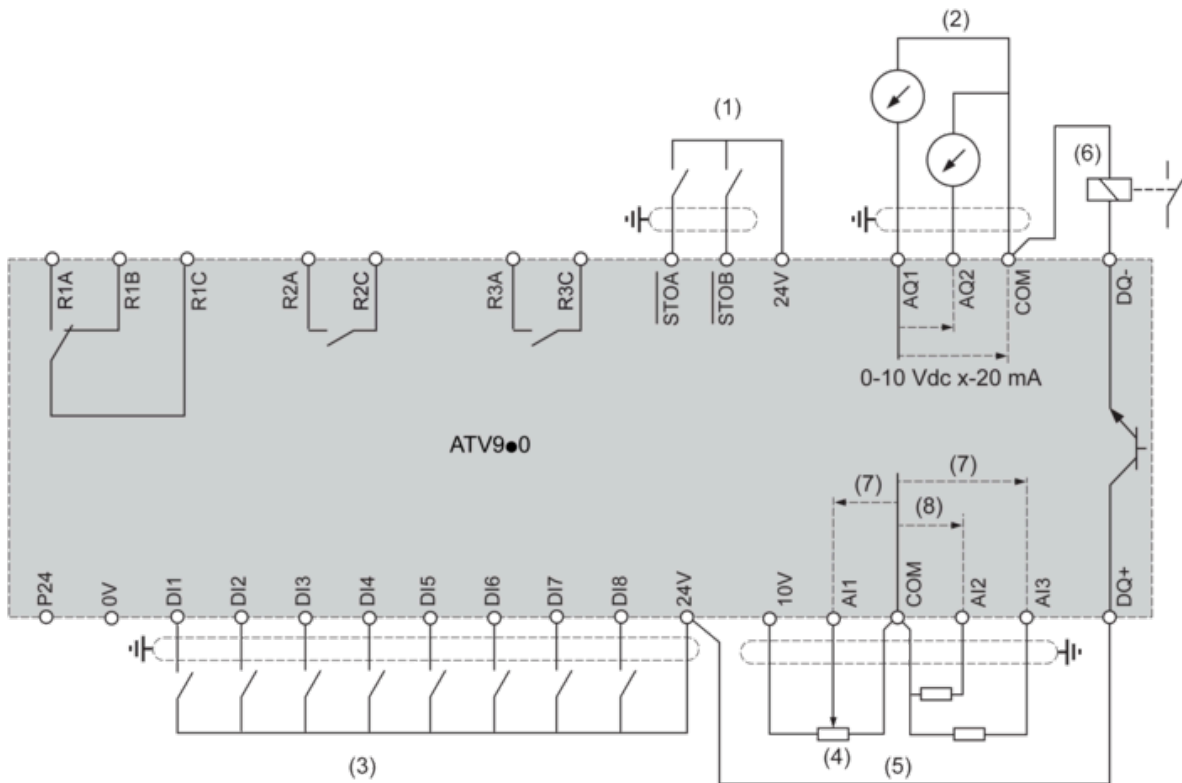 (2)
(1)
(6)
R1A
R1B
R1C
R2A
R2C
R3A
R3C
STOA
STOB
24V
AQ1
AQ2
COM
DQ-
0-10 Vdc x-20 mA
ATV9●0
(7)
(7)
(8)
P24
0V
DI1
DI2
DI3
DI4
DI5
DI6
DI7
DI8
24V
10V
AI1
COM
AI2
AI3
DQ+
(3)
(4)
(5)